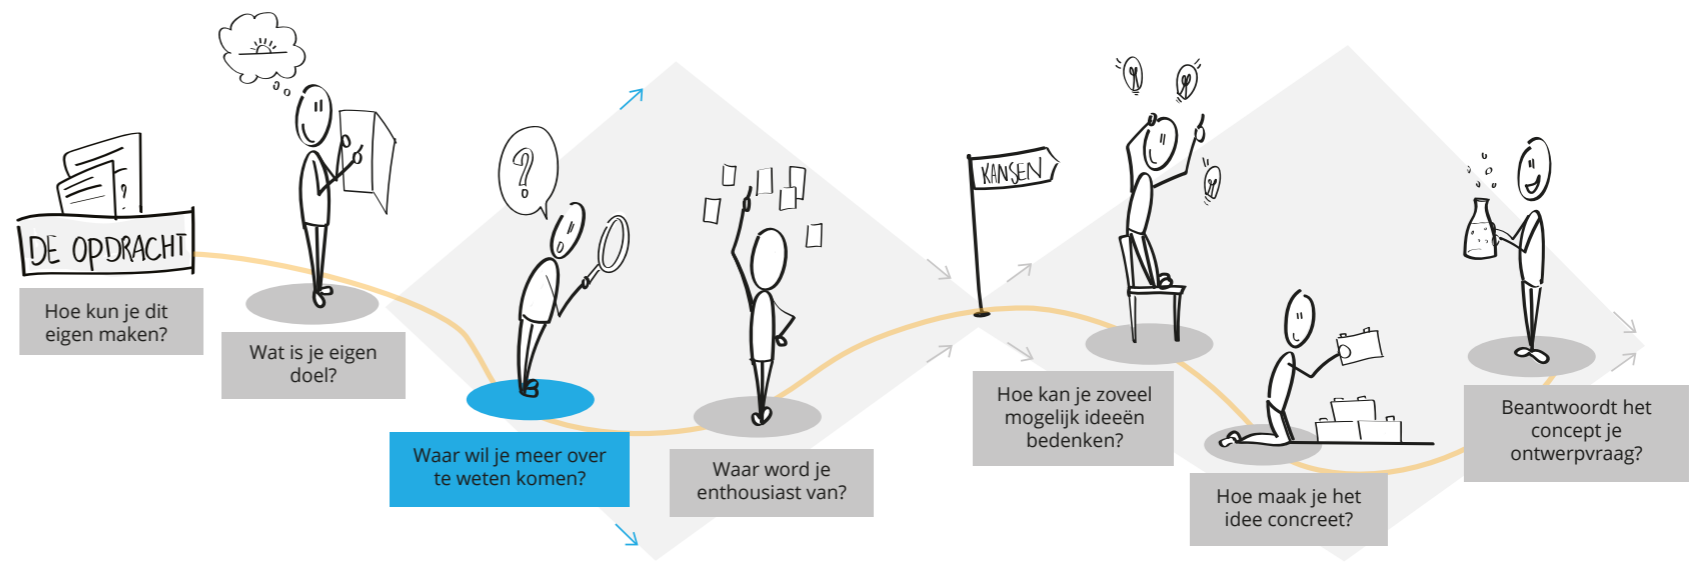 ?
DE OPDRACHT
Hoe kun je dit
eigen maken?
Wat is je eigen
doel?
?
Waar wil je meer over
te weten komen?
Waar word je
enthousiast van?
KANSEN
Hoe kan je zoveel
mogelijk ideeën
bedenken?
Hoe maak je het
idee concreet?
Beantwoordt het
concept je
ontwerpvraag?